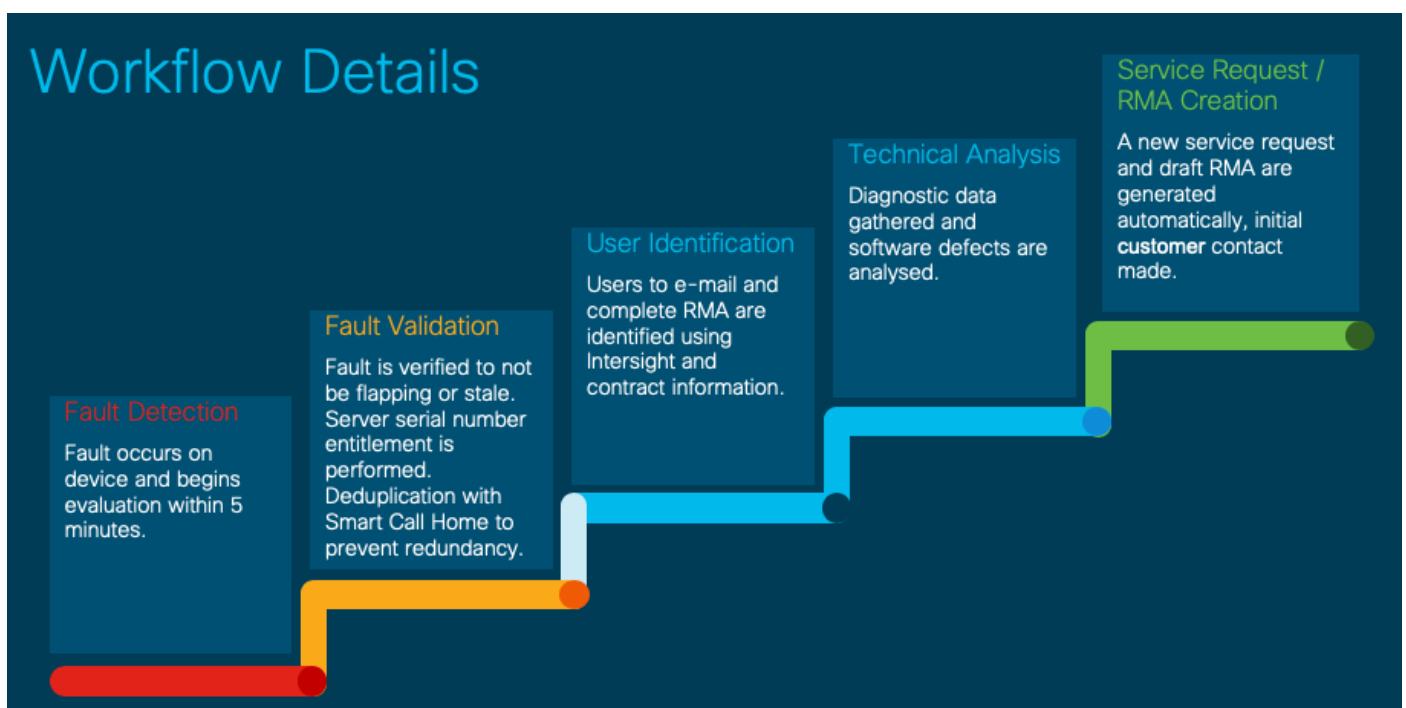 Workflow Details
Fault Detection
Fault occurs on
device and begins
evaluation within 5
minutes.
Fault Validation
Fault is verified to not
be flapping or stale.
Server serial number
entitlement is
performed.
Deduplication with
Smart Call Home to
prevent redundancy.
User Identification
Users to e-mail and
complete RMA are
identified using
Intersight and
contract information.
Technical Analysis
Diagnostic data
gathered and
software defects are
analysed.
Service Request /
RMA Creation
A new service request
and draft RMA are
generated
automatically, initial
customer contact
made.